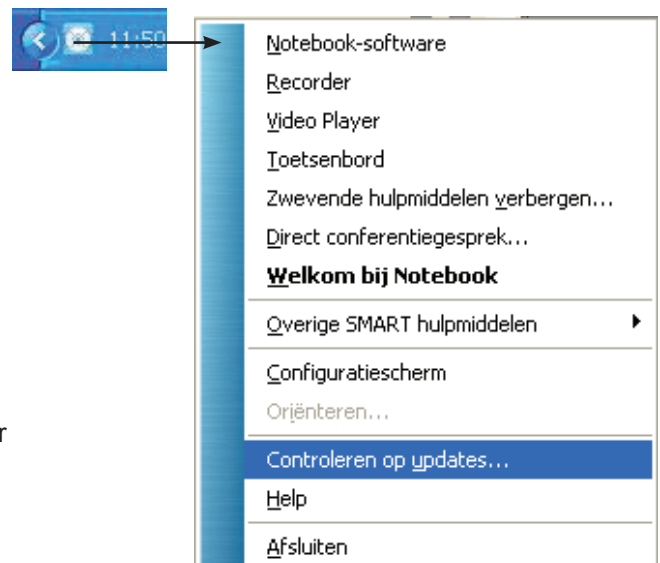 11:50
Notebook-software
Recorder
Video Player
Toetsenbord
Zwevende hulpmiddelen verbergen...
Direct conferentiegesprek...
Welkom bij Notebook
Overige SMART hulpmiddelen
Configuratiescherm
Oriënteren...
r
Controleren op updates...
Help
Afsluiten